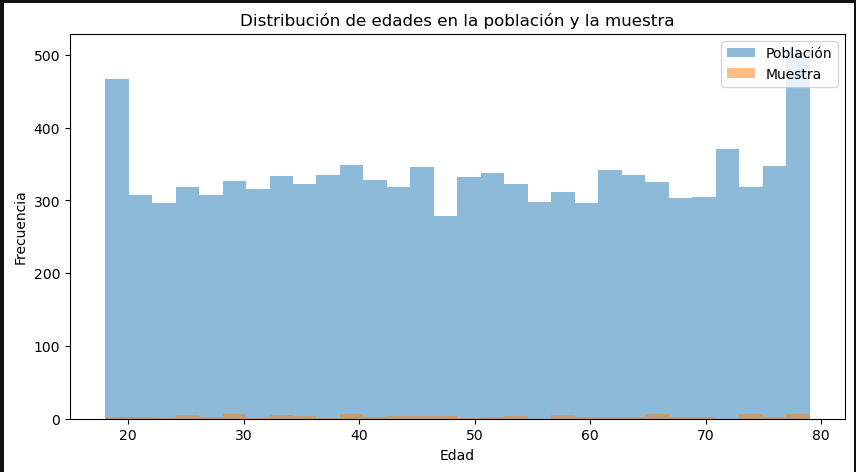 Distribución de edades en la población y la muestra
500
400
300
200
100
0
Frecuencia
Población
Muestra
20 30 40 50 60 70 80
Edad